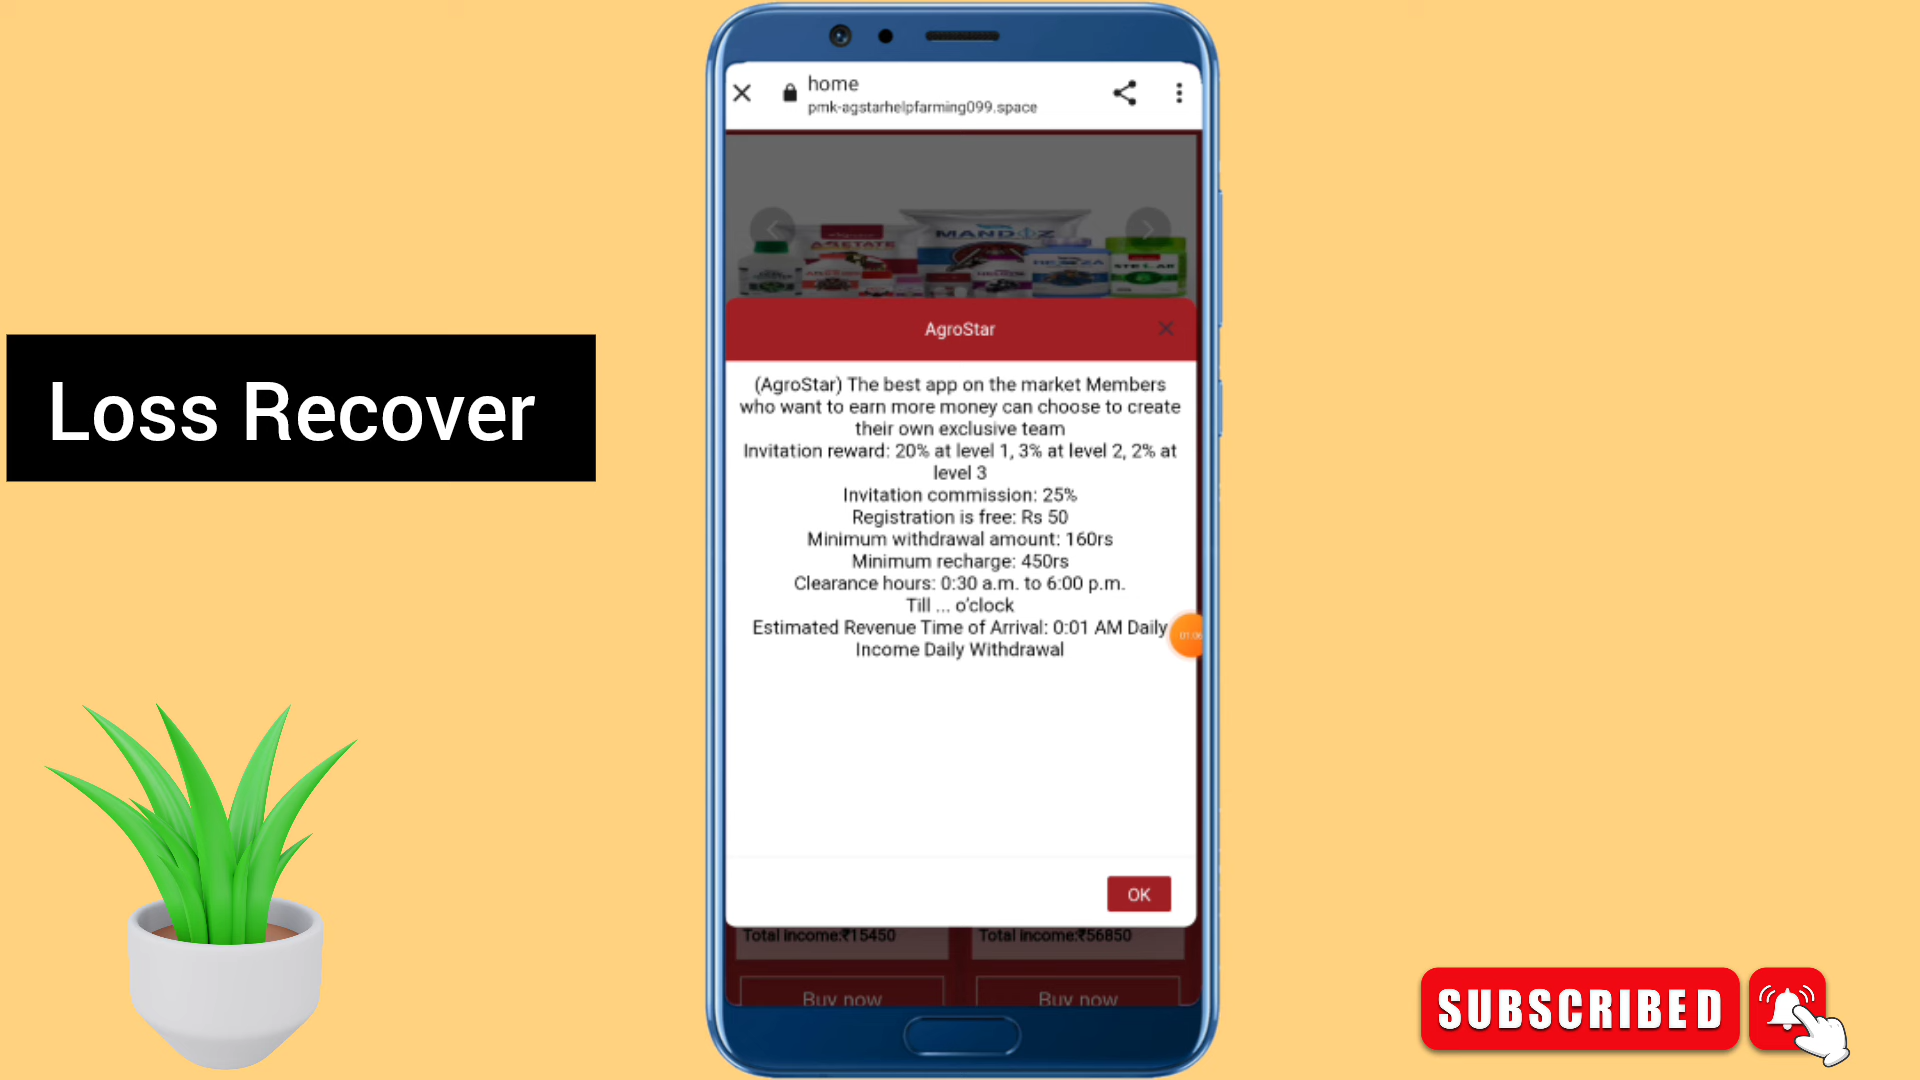 home
pmk-agstarhelpfarming099.space
MANDOZ
AgroStar
(AgroStar) The best app on the market Members
who want to earn more money can choose to create
their own exclusive team
Invitation reward: 20% at level 1, 3% at level 2, 2% at
level 3
Invitation commission: 25%
Registration is free: Rs 50
Minimum withdrawal amount: 160rs
Minimum recharge: 450rs
Clearance hours: 0:30 a.m. to 6:00 p.m.
Till ... o'clock
Estimated Revenue Time of Arrival: 0:01 AM Daily
Income Daily Withdrawal
01:06
OK
Total income:₹15450
Total income:₹56850
Buy now
Buy now
Loss Recover
SUBSCRIBED